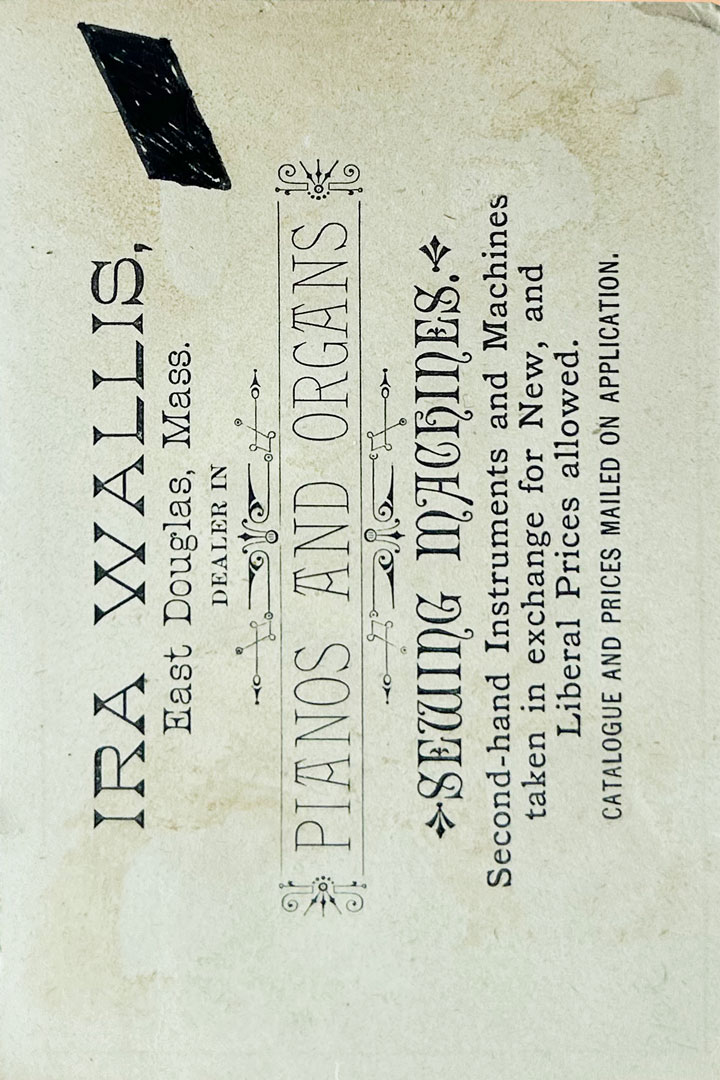 IRA WALLIS,
East Douglas, Mass.
DEALER IN
PIANOS AND ORGANS
SEWING MACHINES.
Second-hand Instruments and Machines
taken in exchange for New, and
Liberal Prices allowed.
CATALOGUE AND PRICES MAILED ON APPLICATION.